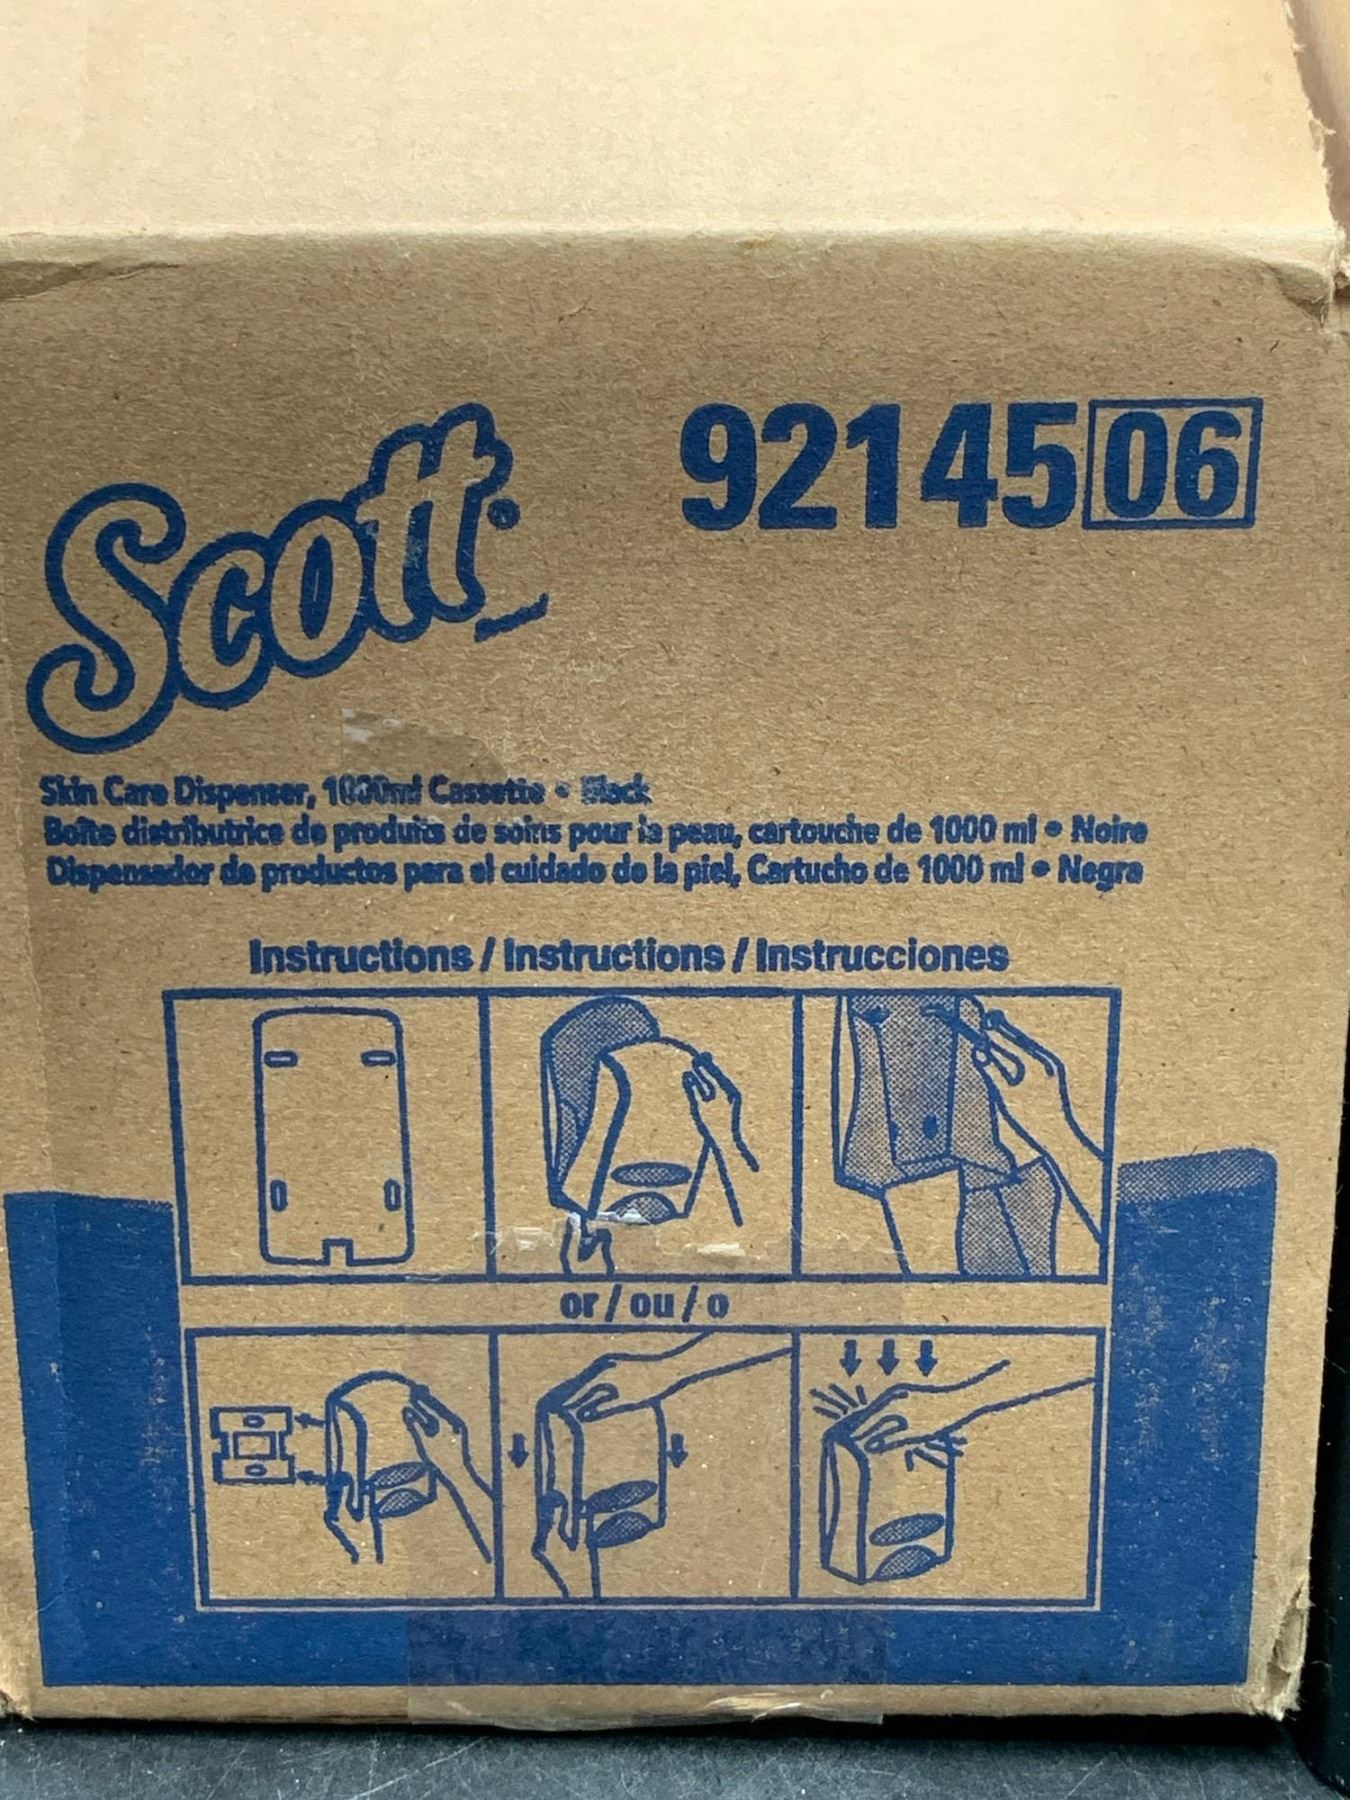 Scott®
92145 06
Skin Care Dispenser, 1000ml Cassette • Black
Boîte distributrice de produits de soins pour la peau, cartouche de 1000 ml • Noire
Dispensador de productos para el cuidado de la piel, Cartucho de 1000 ml • Negra
Instructions / Instructions / Instrucciones
or / ou / o